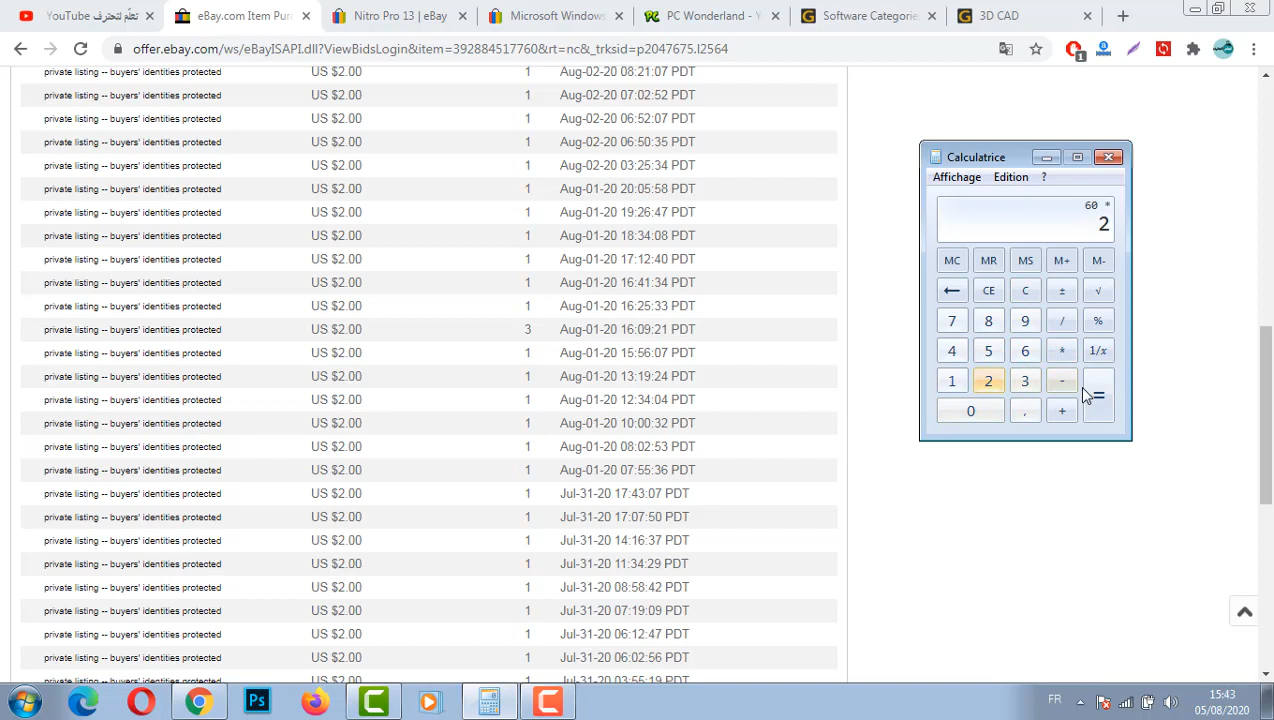 YouTube تعلّم لتحترف
eBay.com Item Pur
Nitro Pro 13 | eBay
Microsoft Windows
PC Wonderland - Y
Software Categorie
3D CAD
offer.ebay.com/ws/eBayISAPI.dll?ViewBidsLogin&item=392884517760&rt=nc&_trksid=p2047675.l2564
1
private listing -- buyers' identities protected US $2.00 1 Aug-02-20 08:21:07 PDT
private listing -- buyers' identities protected US $2.00 1 Aug-02-20 07:02:52 PDT
private listing -- buyers' identities protected US $2.00 1 Aug-02-20 06:52:07 PDT
private listing -- buyers' identities protected US $2.00 1 Aug-02-20 06:50:35 PDT
private listing -- buyers' identities protected US $2.00 1 Aug-02-20 03:25:34 PDT
private listing -- buyers' identities protected US $2.00 1 Aug-01-20 20:05:58 PDT
private listing -- buyers' identities protected US $2.00 1 Aug-01-20 19:26:47 PDT
private listing -- buyers' identities protected US $2.00 1 Aug-01-20 18:34:08 PDT
private listing -- buyers' identities protected US $2.00 1 Aug-01-20 17:12:40 PDT
private listing -- buyers' identities protected US $2.00 1 Aug-01-20 16:41:34 PDT
private listing -- buyers' identities protected US $2.00 1 Aug-01-20 16:25:33 PDT
private listing -- buyers' identities protected US $2.00 3 Aug-01-20 16:09:21 PDT
private listing -- buyers' identities protected US $2.00 1 Aug-01-20 15:56:07 PDT
private listing -- buyers' identities protected US $2.00 1 Aug-01-20 13:19:24 PDT
private listing -- buyers' identities protected US $2.00 1 Aug-01-20 12:34:04 PDT
private listing -- buyers' identities protected US $2.00 1 Aug-01-20 10:00:32 PDT
private listing -- buyers' identities protected US $2.00 1 Aug-01-20 08:02:53 PDT
private listing -- buyers' identities protected US $2.00 1 Aug-01-20 07:55:36 PDT
private listing -- buyers' identities protected US $2.00 1 Jul-31-20 17:43:07 PDT
private listing -- buyers' identities protected US $2.00 1 Jul-31-20 17:07:50 PDT
private listing -- buyers' identities protected US $2.00 1 Jul-31-20 14:16:37 PDT
private listing -- buyers' identities protected US $2.00 1 Jul-31-20 11:34:29 PDT
private listing -- buyers' identities protected US $2.00 1 Jul-31-20 08:58:42 PDT
private listing -- buyers' identities protected US $2.00 1 Jul-31-20 07:19:09 PDT
private listing -- buyers' identities protected US $2.00 1 Jul-31-20 06:12:47 PDT
private listing -- buyers' identities protected US $2.00 1 Jul-31-20 06:02:56 PDT
private listing -- buyers' identities protected US $2.00 1 Jul-31-20 03:55:19 PDT
Calculatrice
Affichage Edition ?
60 *
2
MC MR MS M+ M-
← CE C ± √
7 8 9 / %
4 5 6 * 1/x
1 2 3 - =
0 , +
Ps
FR
15:43
05/08/2020